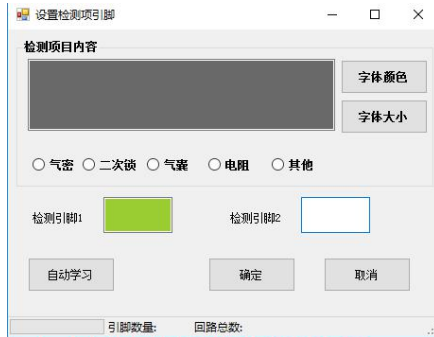 设置检测项引脚
检测项目内容
字体颜色
字体大小
气密 二次锁 气囊 电阻 其他
检测引脚1 检测引脚2
自动学习 确定 取消
引脚数量: 回路总数: